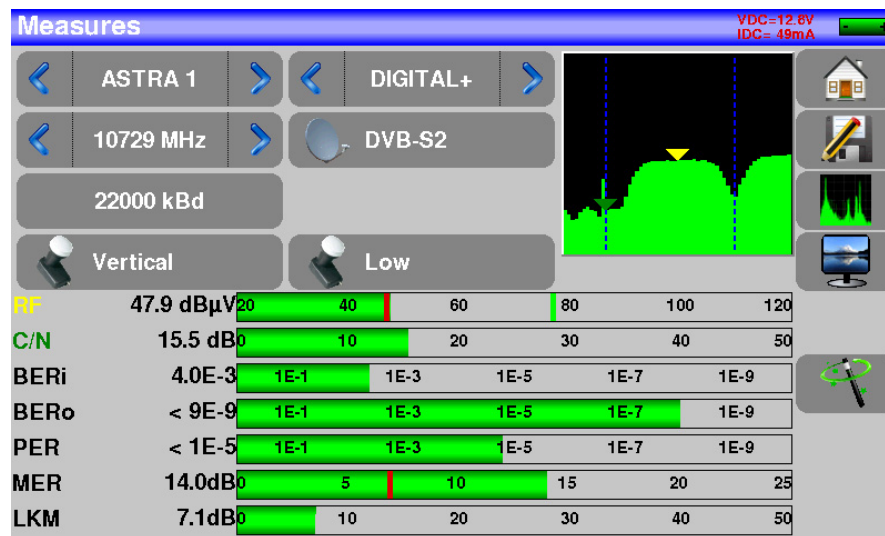 Measures
VDC=12.8V
IDC= 49mA
ASTRA 1
DIGITAL+
10729 MHz
DVB-S2
22000 kBd
Vertical
Low
RF 47.9 dBµV 20 40 60 80 100 120
C/N 15.5 dB 0 10 20 30 40 50
BERi 4.0E-3 1E-1 1E-3 1E-5 1E-7 1E-9
BERo < 9E-9 1E-1 1E-3 1E-5 1E-7 1E-9
PER < 1E-5 1E-1 1E-3 1E-5 1E-7 1E-9
MER 14.0dB 0 5 10 15 20 25
LKM 7.1dB 0 10 20 30 40 50